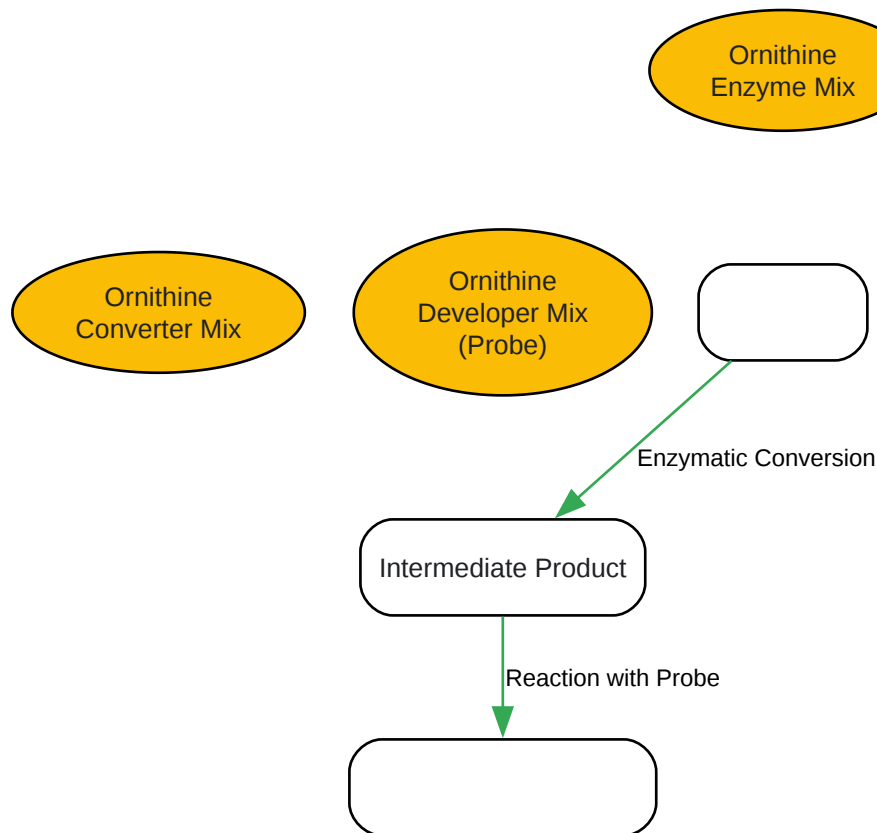 Ornithine
Enzyme Mix
Ornithine
Converter Mix
Ornithine
Developer Mix
(Probe)
Enzymatic Conversion
Intermediate Product
Reaction with Probe